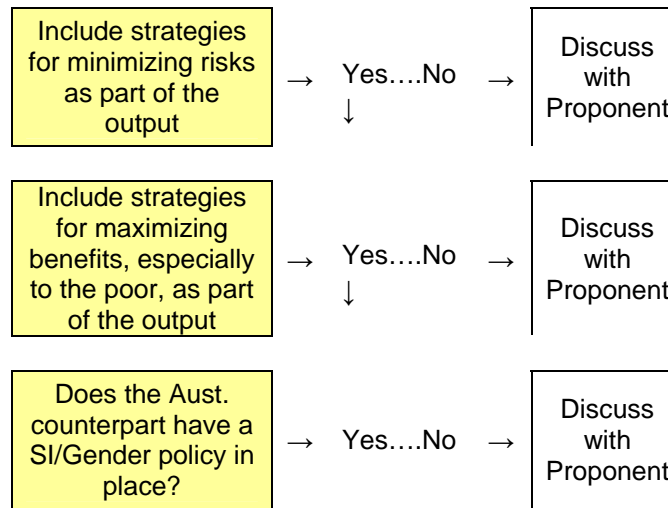 Include strategies
for minimizing risks
as part of the
output
→ Yes….No → Discuss
with
Proponent
↓
Include strategies
for maximizing
benefits, especially
to the poor, as part
of the output
→ Yes….No → Discuss
with
Proponent
↓
Does the Aust.
counterpart have a
SI/Gender policy in
place?
→ Yes….No → Discuss
with
Proponent